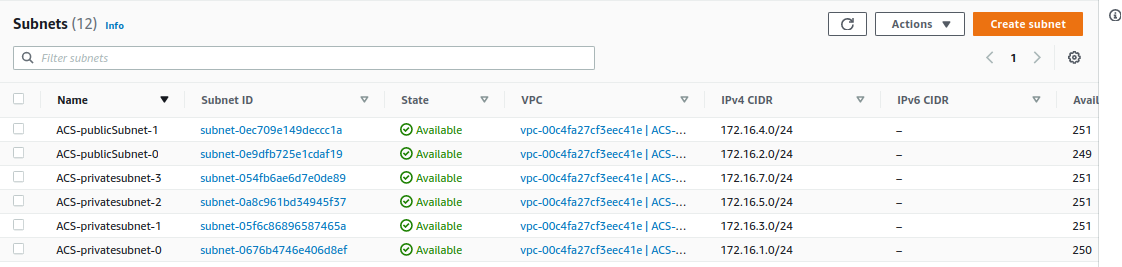 Subnets (12) Info Actions Create subnet
Filter subnets 1
Name Subnet ID State VPC IPv4 CIDR IPv6 CIDR Avail
ACS-publicSubnet-1 subnet-0ec709e149deccc1a Available vpc-00c4fa27cf3eec41e | ACS-... 172.16.4.0/24 – 251
ACS-publicSubnet-0 subnet-0e9dfb725e1cdaf19 Available vpc-00c4fa27cf3eec41e | ACS-... 172.16.2.0/24 – 249
ACS-privatesubnet-3 subnet-054fb6ae6d7e0de89 Available vpc-00c4fa27cf3eec41e | ACS-... 172.16.7.0/24 – 251
ACS-privatesubnet-2 subnet-0a8c961bd34945f37 Available vpc-00c4fa27cf3eec41e | ACS-... 172.16.5.0/24 – 251
ACS-privatesubnet-1 subnet-05f6c86896587465a Available vpc-00c4fa27cf3eec41e | ACS-... 172.16.3.0/24 – 251
ACS-privatesubnet-0 subnet-0676b4746e406d8ef Available vpc-00c4fa27cf3eec41e | ACS-... 172.16.1.0/24 – 250